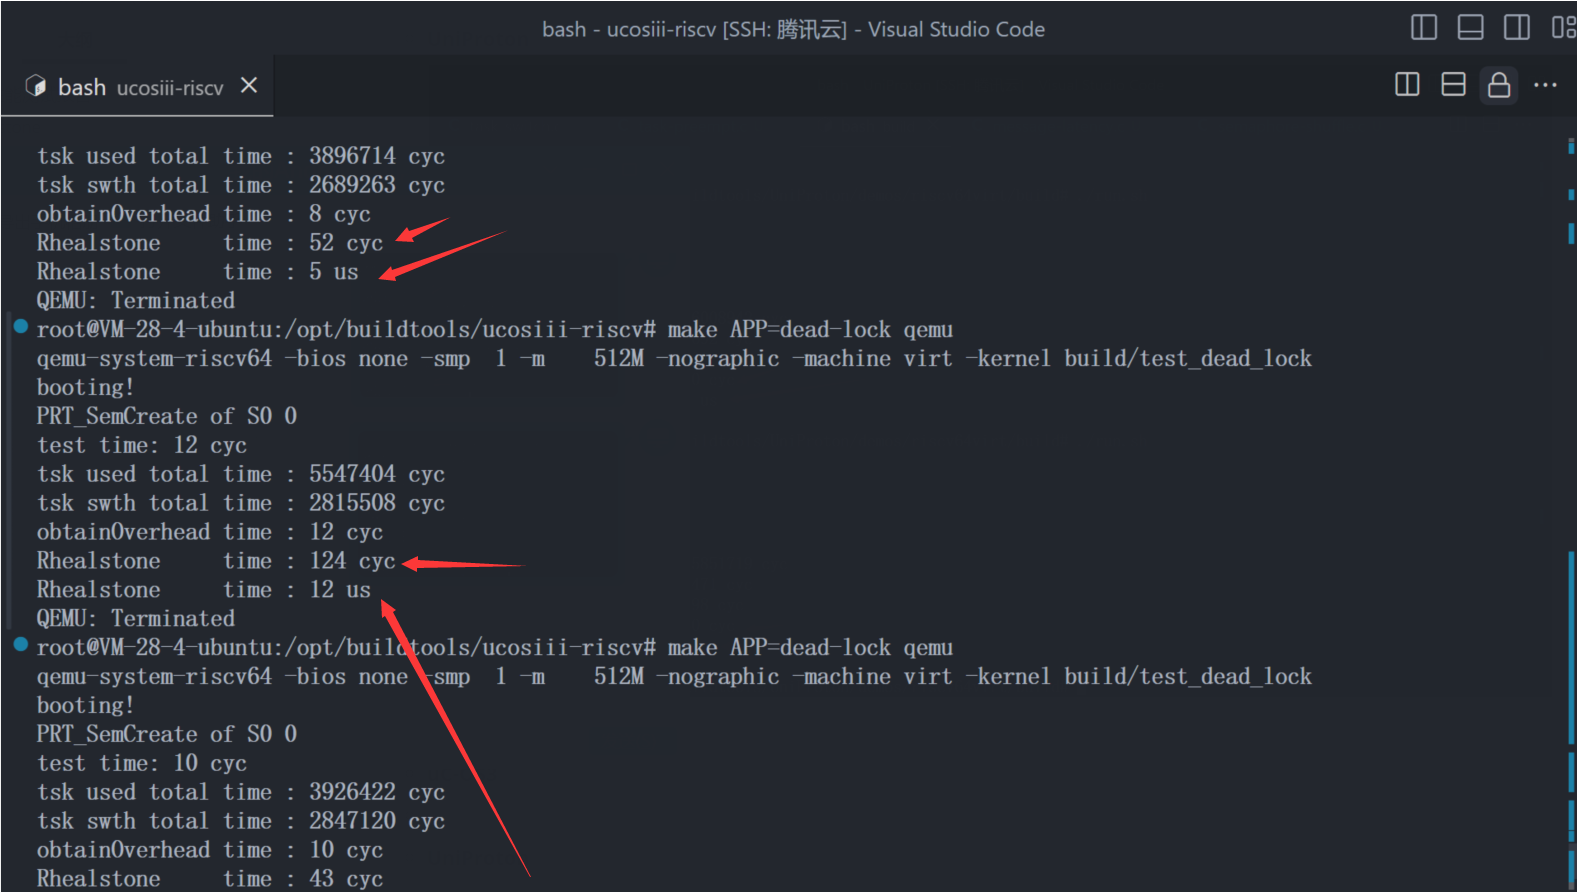 bash - ucosiii-riscv [SSH: 腾讯云] - Visual Studio Code
bash ucosiii-riscv
tsk used total time : 3896714 cyc
tsk swth total time : 2689263 cyc
obtainOverhead time : 8 cyc
Rhealstone     time : 52 cyc
Rhealstone     time : 5 us
QEMU: Terminated
root@VM-28-4-ubuntu:/opt/buildtools/ucosiii-riscv# make APP=dead-lock qemu
qemu-system-riscv64 -bios none -smp  1 -m    512M -nographic -machine virt -kernel build/test_dead_lock
booting!
PRT_SemCreate of S0 0
test time: 12 cyc
tsk used total time : 5547404 cyc
tsk swth total time : 2815508 cyc
obtainOverhead time : 12 cyc
Rhealstone     time : 124 cyc
Rhealstone     time : 12 us
QEMU: Terminated
root@VM-28-4-ubuntu:/opt/buildtools/ucosiii-riscv# make APP=dead-lock qemu
qemu-system-riscv64 -bios none -smp  1 -m    512M -nographic -machine virt -kernel build/test_dead_lock
booting!
PRT_SemCreate of S0 0
test time: 10 cyc
tsk used total time : 3926422 cyc
tsk swth total time : 2847120 cyc
obtainOverhead time : 10 cyc
Rhealstone     time : 43 cyc